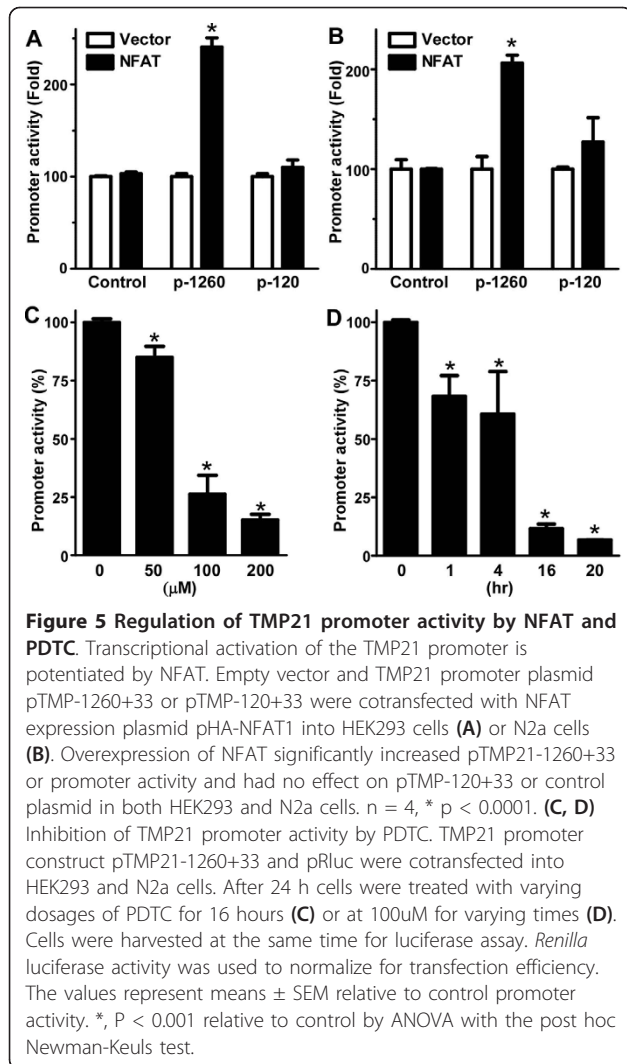 A
Vector
NFAT
*
Promoter activity (Fold)
200
100
0
Control p-1260 p-120
B
Vector
NFAT
*
Promoter activity (Fold)
200
100
0
Control p-1260 p-120
C
*
*
*
Promoter activity (%)
100
75
50
25
0
0 50 100 200
(μM)
D
* *
*
*
Promoter activity (%)
100
75
50
25
0
0 1 4 16 20
(hr)
Figure 5 Regulation of TMP21 promoter activity by NFAT and
PDTC. Transcriptional activation of the TMP21 promoter is
potentiated by NFAT. Empty vector and TMP21 promoter plasmid
pTMP-1260+33 or pTMP-120+33 were cotransfected with NFAT
expression plasmid pHA-NFAT1 into HEK293 cells (A) or N2a cells
(B). Overexpression of NFAT significantly increased pTMP21-1260+33
or promoter activity and had no effect on pTMP-120+33 or control
plasmid in both HEK293 and N2a cells. n = 4, * p < 0.0001. (C, D)
Inhibition of TMP21 promoter activity by PDTC. TMP21 promoter
construct pTMP21-1260+33 and pRluc were cotransfected into
HEK293 and N2a cells. After 24 h cells were treated with varying
dosages of PDTC for 16 hours (C) or at 100uM for varying times (D).
Cells were harvested at the same time for luciferase assay. Renilla
luciferase activity was used to normalize for transfection efficiency.
The values represent means ± SEM relative to control promoter
activity. *, P < 0.001 relative to control by ANOVA with the post hoc
Newman-Keuls test.